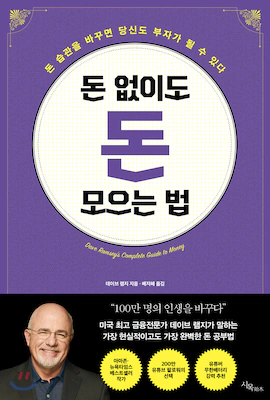 돈 습관을 바꾸면 당신도 부자가 될 수 있다
돈 없이도
돈
모으는 법
Dave Ramsey's Complete Guide to Money
데이브 램지 지음 · 배지혜 옮김
"100만 명의 인생을 바꾸다"
미국 최고 금융전문가 데이브 램지가 말하는
가장 현실적이고도 가장 완벽한 돈 공부법
아마존·
뉴욕타임스
베스트셀러
작가
200만
유튜브 팔로워의
선택
유튜버
무한배터리
강력 추천